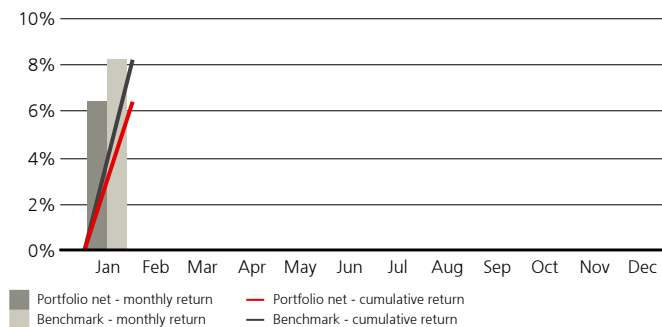 10%
8%
6%
4%
2%
0%
Jan Feb Mar Apr May Jun Jul Aug Sep Oct Nov Dec
Portfolio net - monthly return Portfolio net - cumulative return
Benchmark - monthly return Benchmark - cumulative return